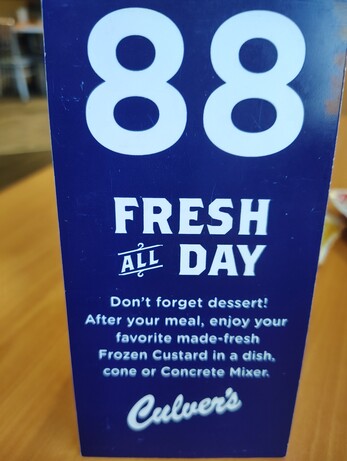 88
FRESH
ALL DAY
Don't forget dessert!
After your meal, enjoy your
favorite made-fresh
Frozen Custard in a dish,
cone or Concrete Mixer.
Culver's